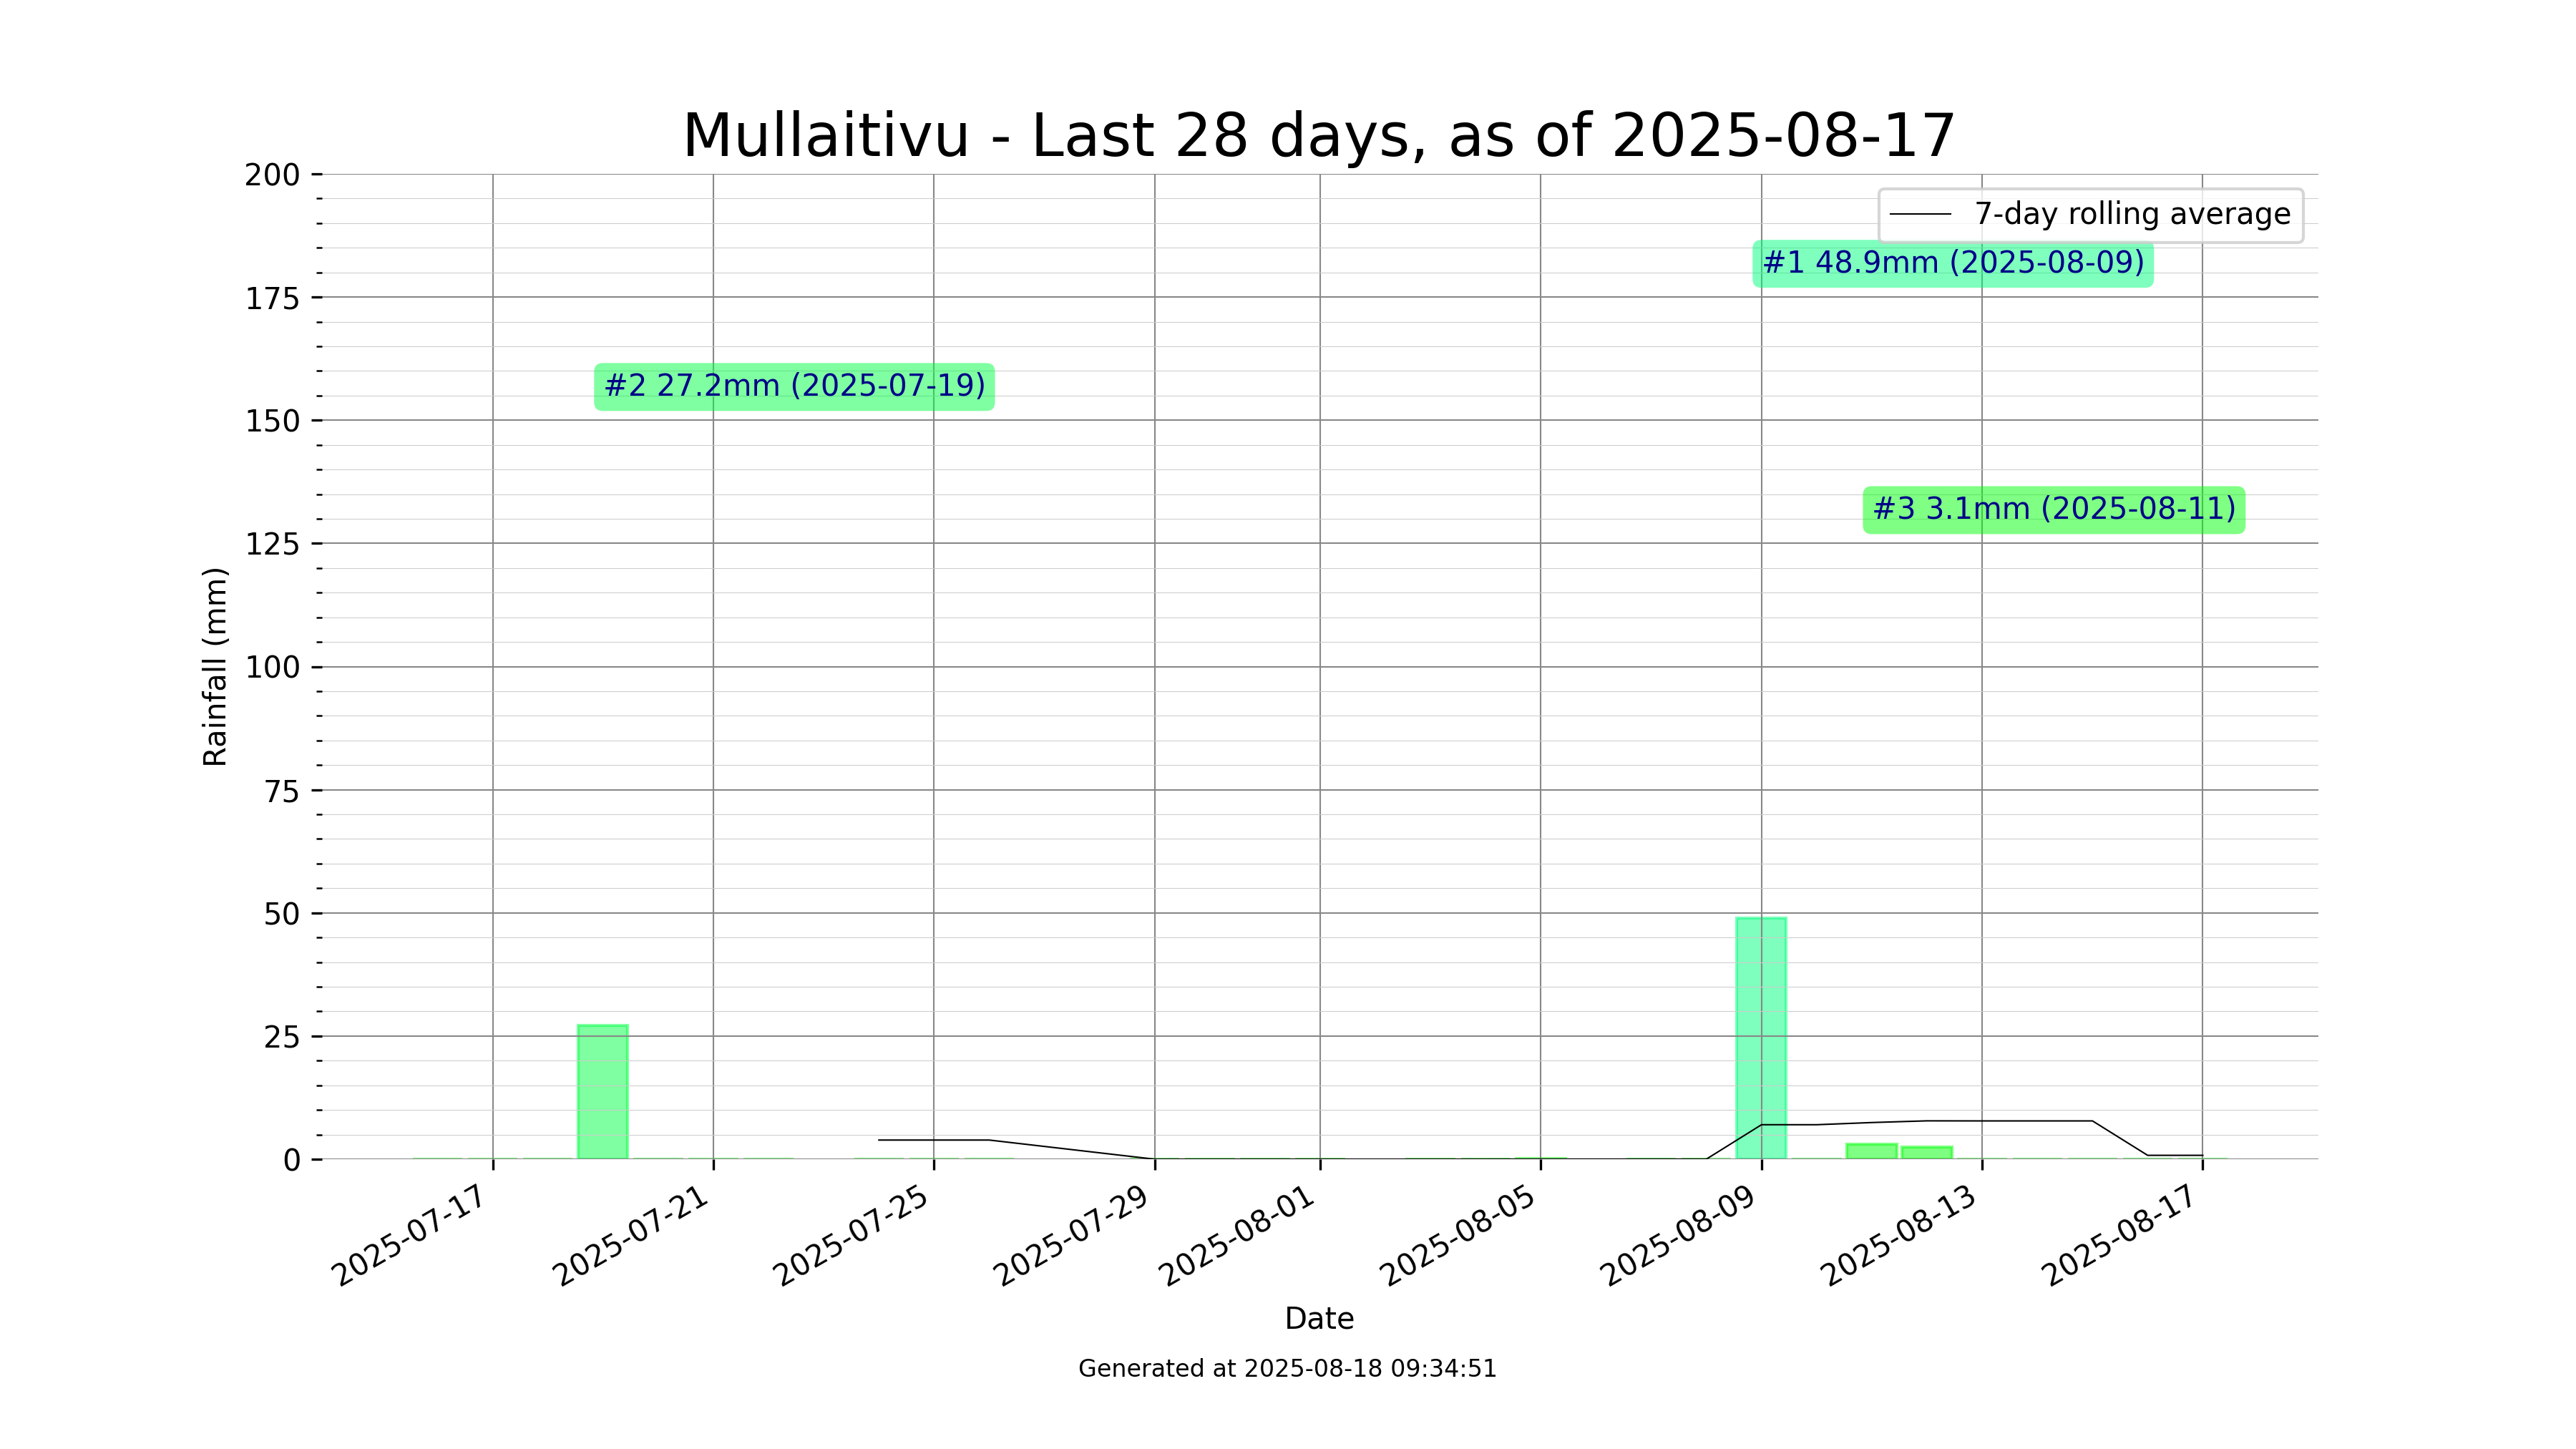 Mullaitivu - Last 28 days, as of 2025-08-17
200
175
150
125
100
75
50
25
0
Rainfall (mm)
7-day rolling average
#1 48.9mm (2025-08-09)
#2 27.2mm (2025-07-19)
#3 3.1mm (2025-08-11)
2025-07-17
2025-07-21
2025-07-25
2025-07-29
2025-08-01
2025-08-05
2025-08-09
2025-08-13
2025-08-17
Date
Generated at 2025-08-18 09:34:51